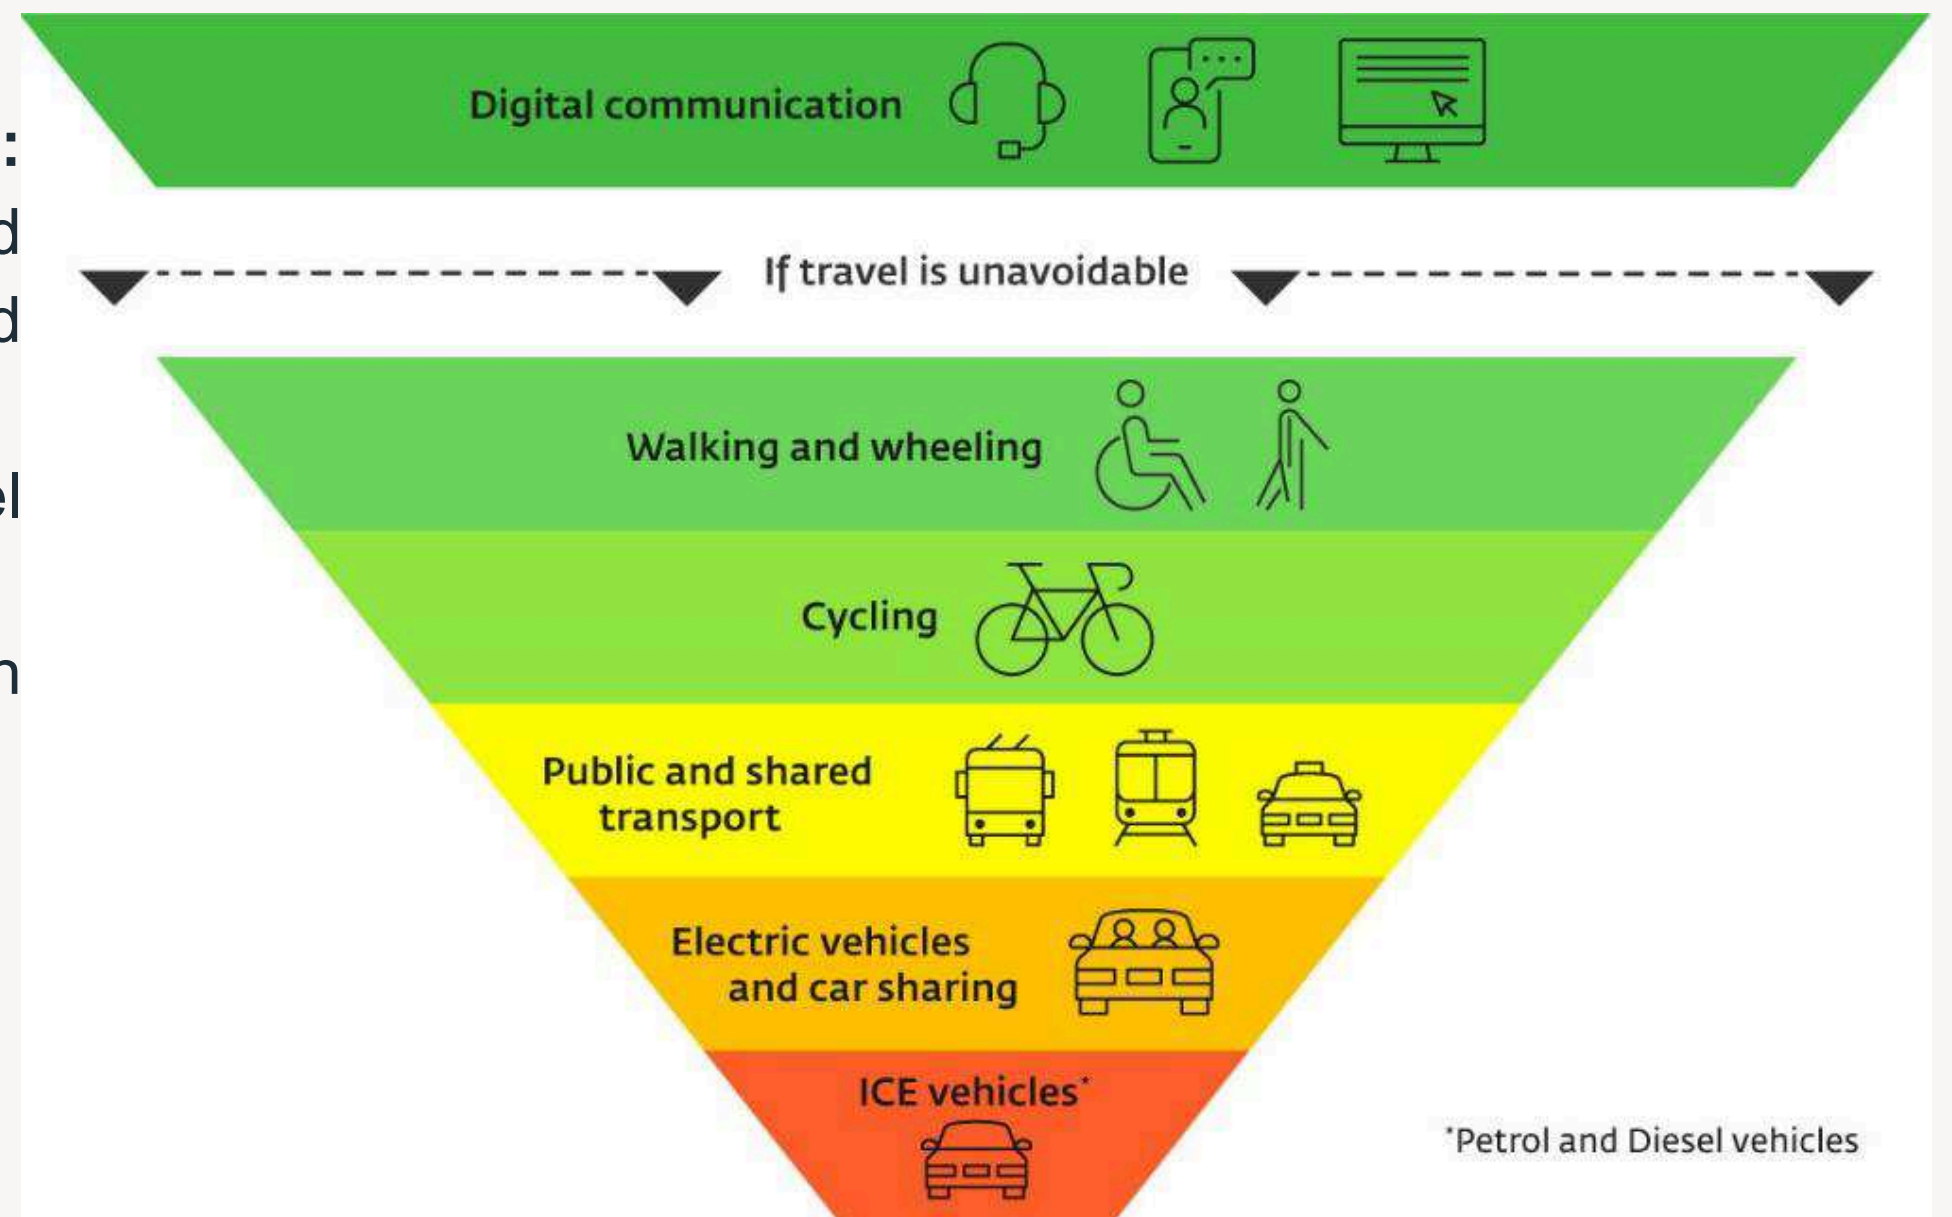 Digital communication
:
d
If travel is unavoidable
d
Walking and wheeling
el
Cycling
n
Public and shared
transport
Electric vehicles
and car sharing
ICE vehicles*
*Petrol and Diesel vehicles